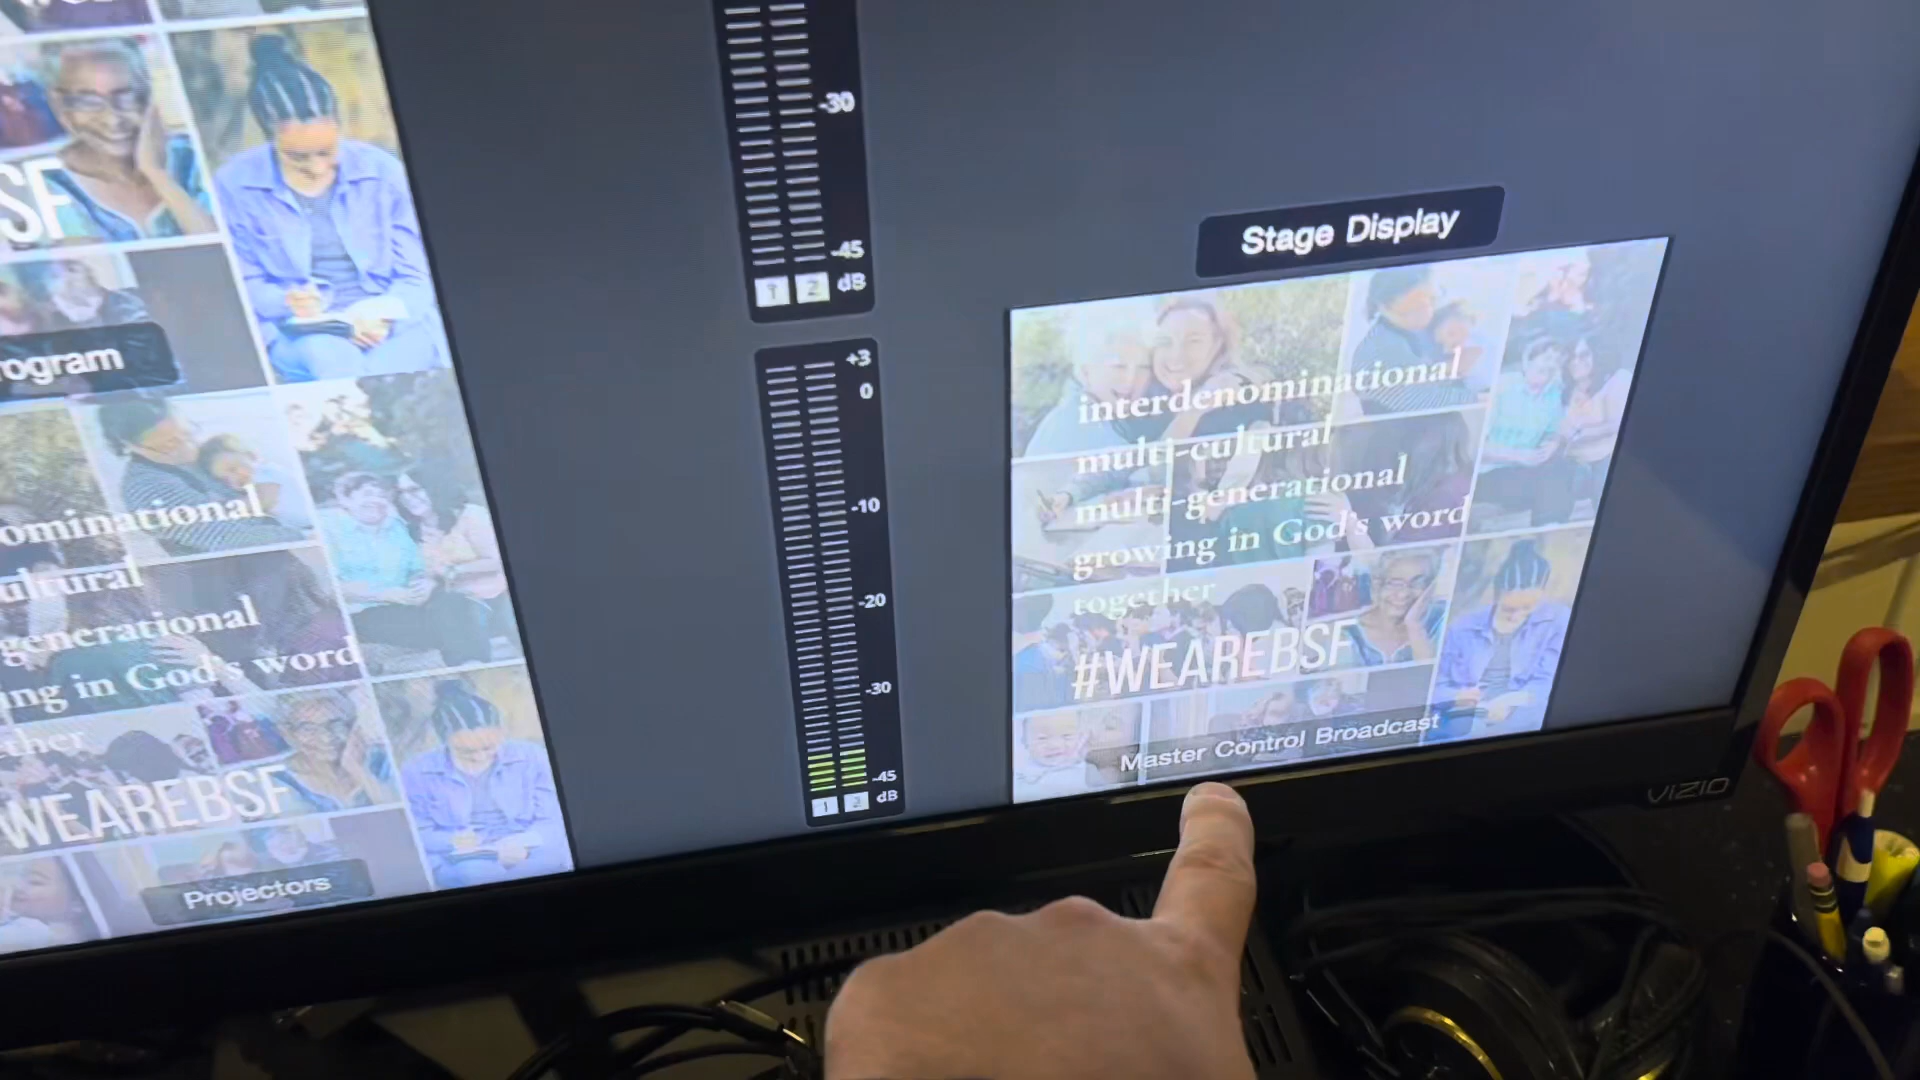 SF
rogram
ominational
ultural
generational
ing in God's word
ether
WEAREBSF
Projectors
-30
-45
1 2 dB
+3
0
-10
-20
-30
-45
1 2 dB
Stage Display
interdenominational
multi-cultural
multi-generational
growing in God's word
together
#WEAREBSF
Master Control Broadcast
VIZIO